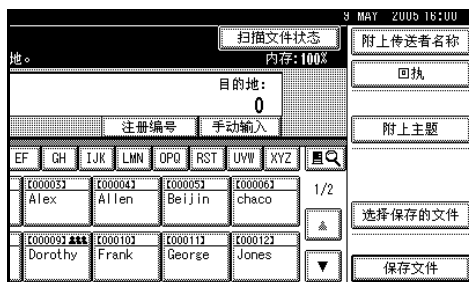 9 MAY 2005 16:00
扫描文件状态
附上传送者名称
地。
内存:100%
回执
目的地:
0
注册编号
手动输入
附上主题
EF GH IJK LMN OPQ RST UVW XYZ
[00003] [00004] [00005] [00006]
Alex Allen Beijin chaco
1/2
选择保存的文件
[00009] [00010] [00011] [00012]
Dorothy Frank George Jones
保存文件